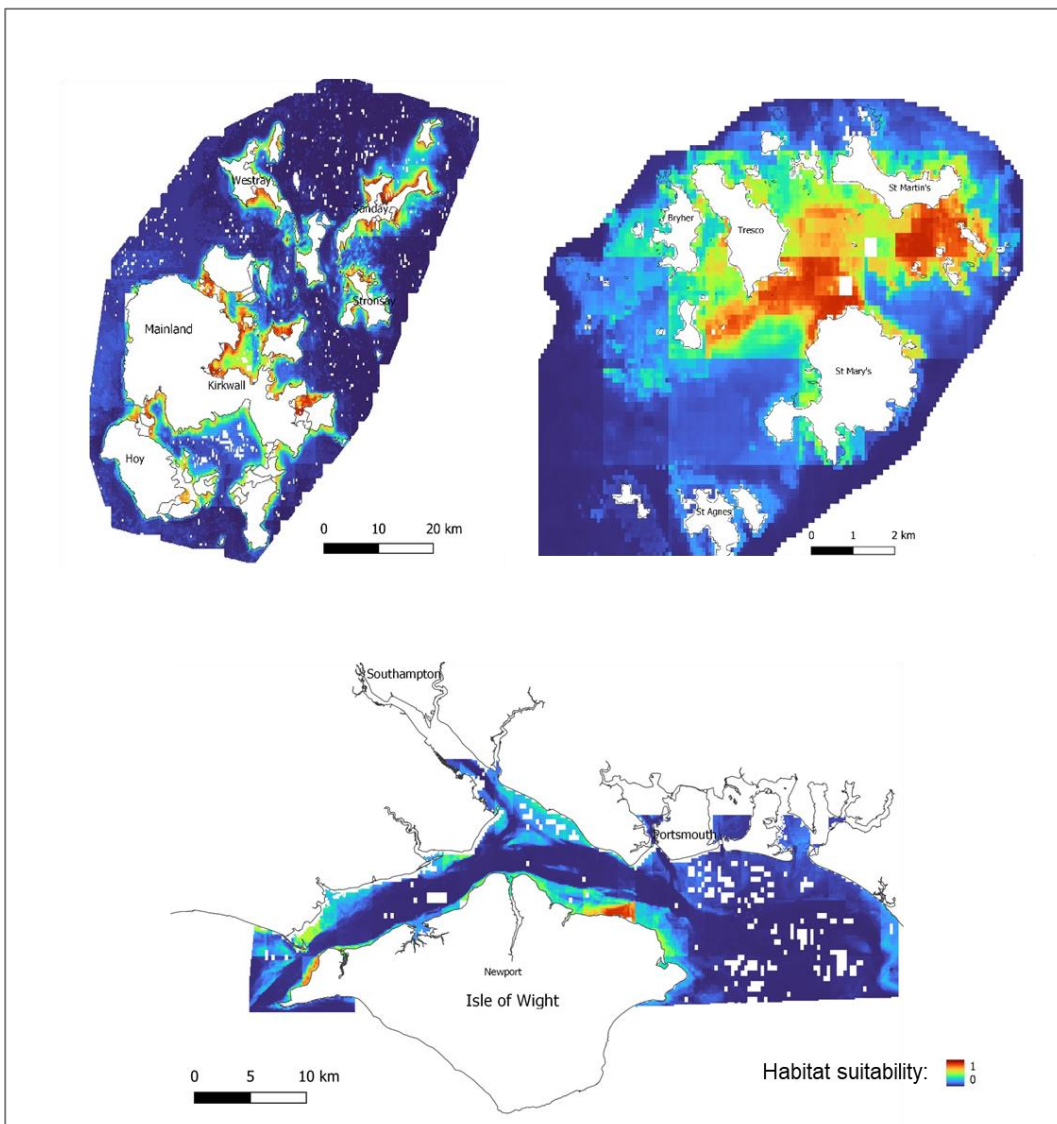 Westray
Sanday
Stronsay
Mainland
Kirkwall
Hoy
0 10 20 km
St Martin's
Bryher
Tresco
St Mary's
St Agnes
0 1 2 km
Southampton
Portsmouth
Newport
Isle of Wight
0 5 10 km
Habitat suitability:
1
0